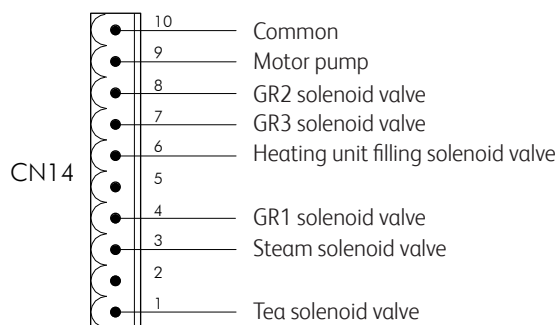 10 Common
9 Motor pump
8 GR2 solenoid valve
7 GR3 solenoid valve
6 Heating unit filling solenoid valve
CN14
5
4 GR1 solenoid valve
3 Steam solenoid valve
2
1 Tea solenoid valve